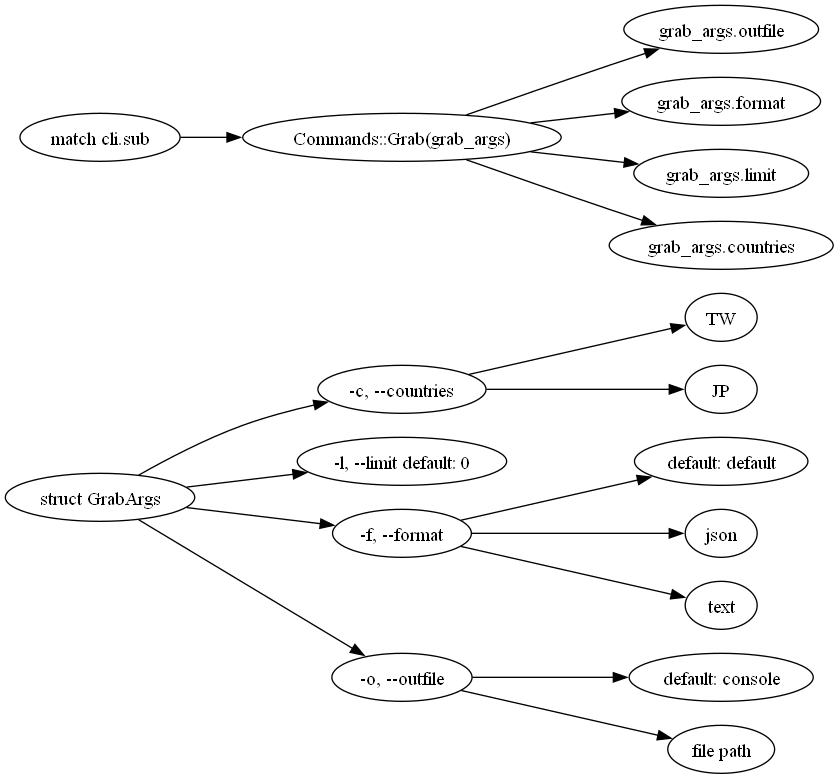 match cli.sub
Commands::Grab(grab_args)
grab_args.outfile
grab_args.format
grab_args.limit
grab_args.countries
struct GrabArgs
-c, --countries
TW
JP
-l, --limit default: 0
-f, --format
default: default
json
text
-o, --outfile
default: console
file path